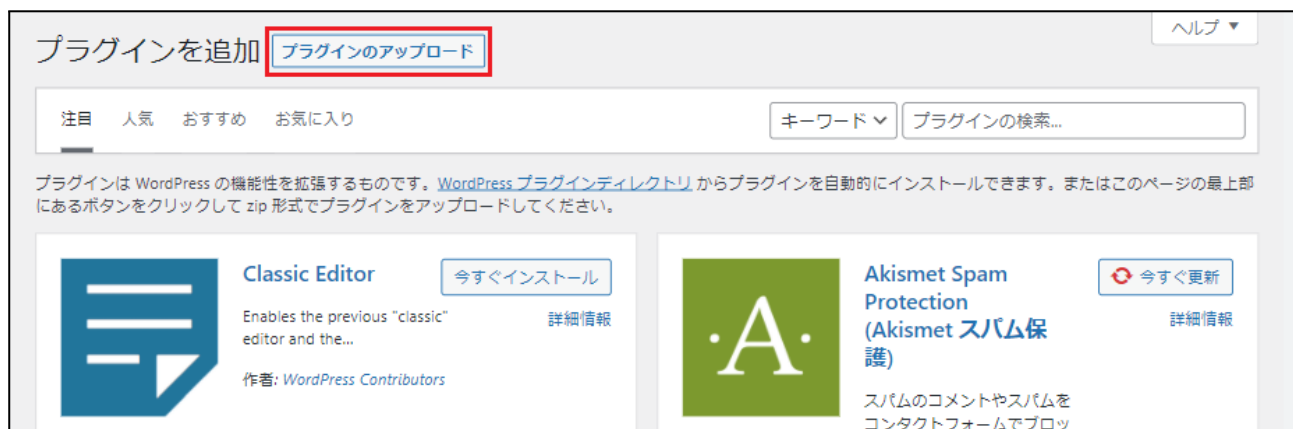 ヘルプ ▼
プラグインを追加 プラグインのアップロード
注目 人気 おすすめ お気に入り キーワード プラグインの検索...
プラグインは WordPress の機能性を拡張するものです。WordPress プラグインディレクトリ からプラグインを自動的にインストールできます。またはこのページの最上部
にあるボタンをクリックして zip 形式でプラグインをアップロードしてください。
Classic Editor
今すぐインストール
Enables the previous "classic"
editor and the...
詳細情報
作者: WordPress Contributors
·A·
Akismet Spam
Protection
(Akismet スパム保
護)
今すぐ更新
詳細情報
スパムのコメントやスパムを
コンタクトフォームでブロッ